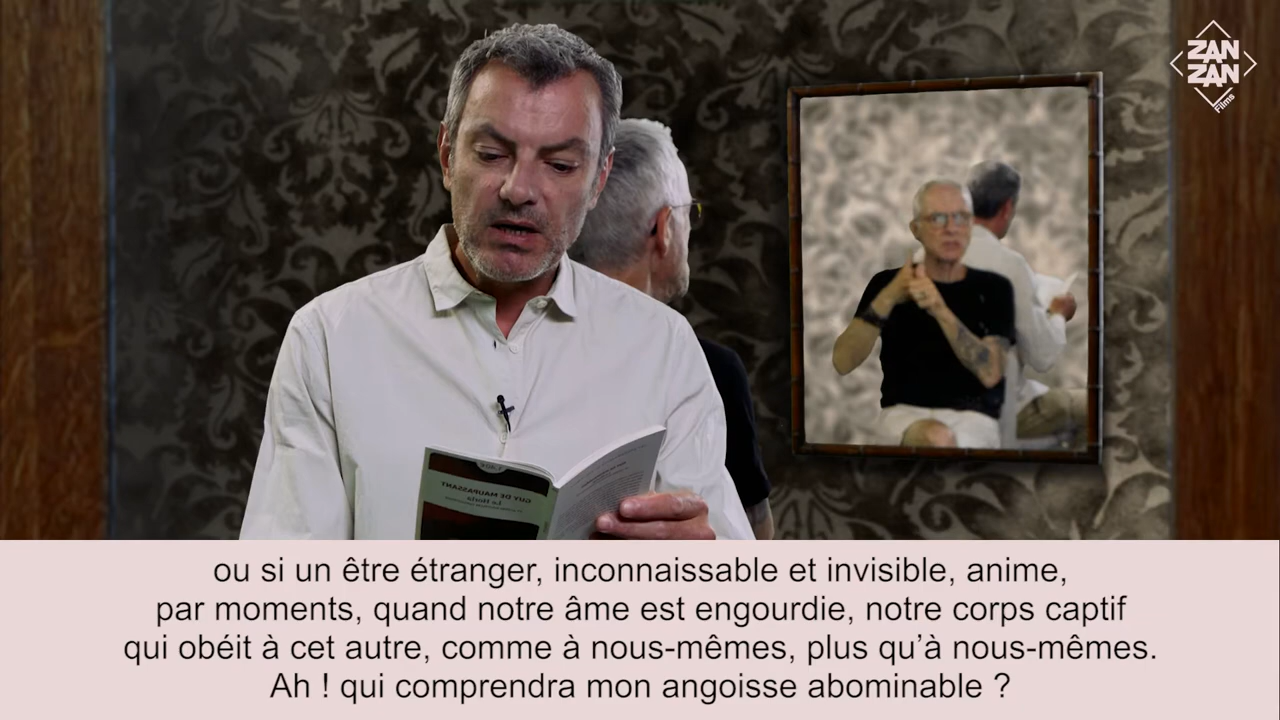 ZAN
ZAN
Films
GUY DE MAUPASSANT
Le Horla
ou si un être étranger, inconnaissable et invisible, anime,
par moments, quand notre âme est engourdie, notre corps captif
qui obéit à cet autre, comme à nous-mêmes, plus qu’à nous-mêmes.
Ah ! qui comprendra mon angoisse abominable ?